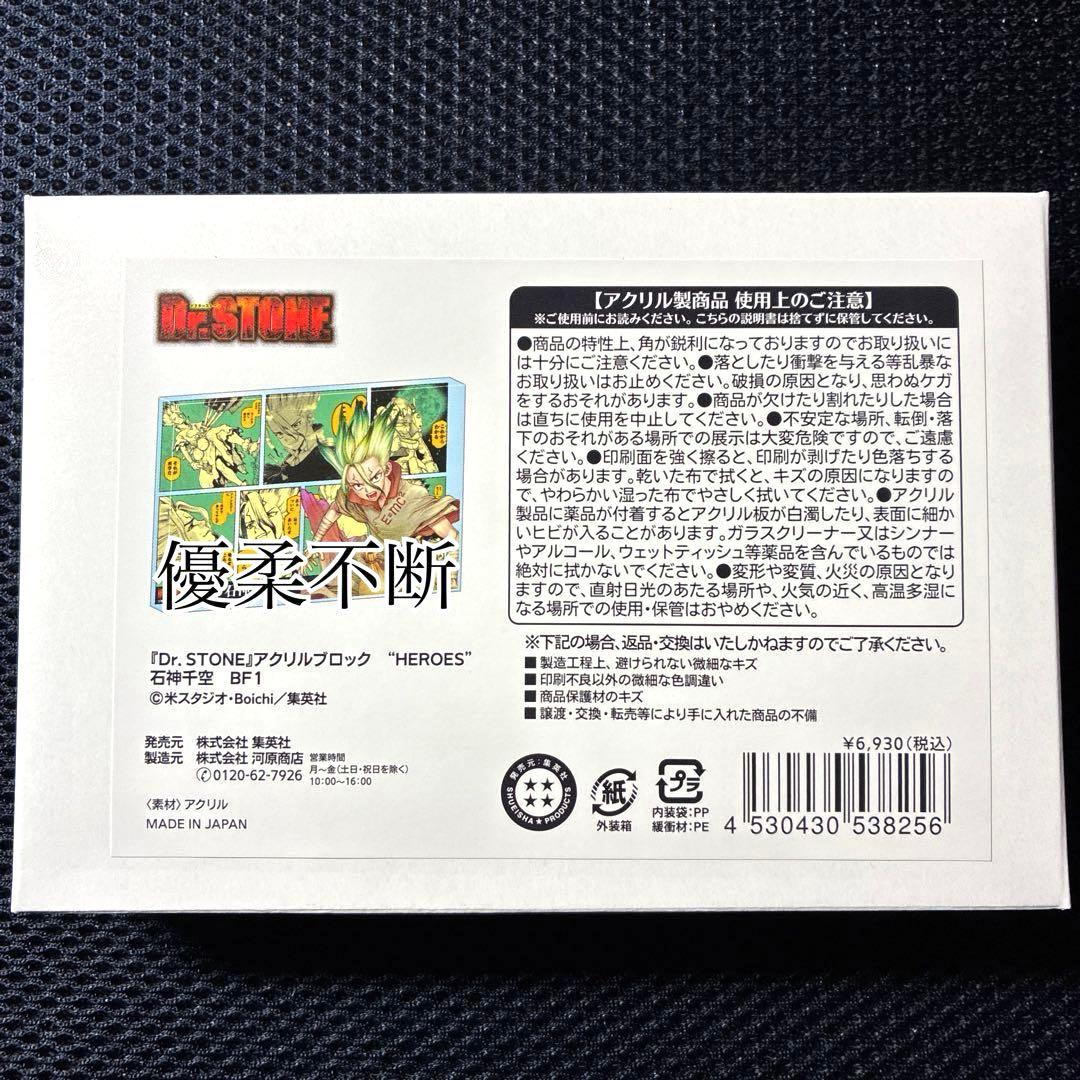 Dr.STONE
E=mc²
優柔不断
『Dr. STONE』アクリルブロック “HEROES”
石神千空 BF1
©米スタジオ・Boichi／集英社
発売元 株式会社 集英社
製造元 株式会社 河原商店
0120-62-7926
営業時間
月～金(土日・祝日を除く)
10:00～16:00
〈素材〉アクリル
MADE IN JAPAN
【アクリル製商品 使用上のご注意】
※ご使用前にお読みください。こちらの説明書は捨てずに保管してください。
●商品の特性上、角が鋭利になっておりますのでお取り扱いに
は十分にご注意ください。●落としたり衝撃を与える等乱暴な
お取り扱いはお止めください。破損の原因となり、思わぬケガ
をするおそれがあります。●商品が欠けたり割れたりした場合
は直ちに使用を中止してください。●不安定な場所、転倒・落
下のおそれがある場所での展示は大変危険ですので、ご遠慮
ください。●印刷面を強く擦ると、印刷が剥げたり色落ちする
場合があります。乾いた布で拭くと、キズの原因になりますの
で、やわらかい湿った布でやさしく拭いてください。●アクリル
製品に薬品が付着するとアクリル板が白濁したり、表面に細か
いヒビが入ることがあります。ガラスクリーナー又はシンナー
やアルコール、ウェットティッシュ等薬品を含んでいるものでは
絶対に拭かないでください。●変形や変質、火災の原因となり
ますので、直射日光のあたる場所や、火気の近く、高温多湿に
なる場所での使用・保管はおやめください。
※下記の場合、返品・交換はいたしかねますのでご了承ください。
■製造工程上、避けられない微細なキズ
■印刷不良以外の微細な色調違い
■商品保護材のキズ
■譲渡・交換・転売等により手に入れた商品の不備
¥6,930(税込)
発売元：集英社
SHUEISHA★PRODUCTS
紙
外装箱
プラ
内装袋：PP
緩衝材：PE
4 530430 538256